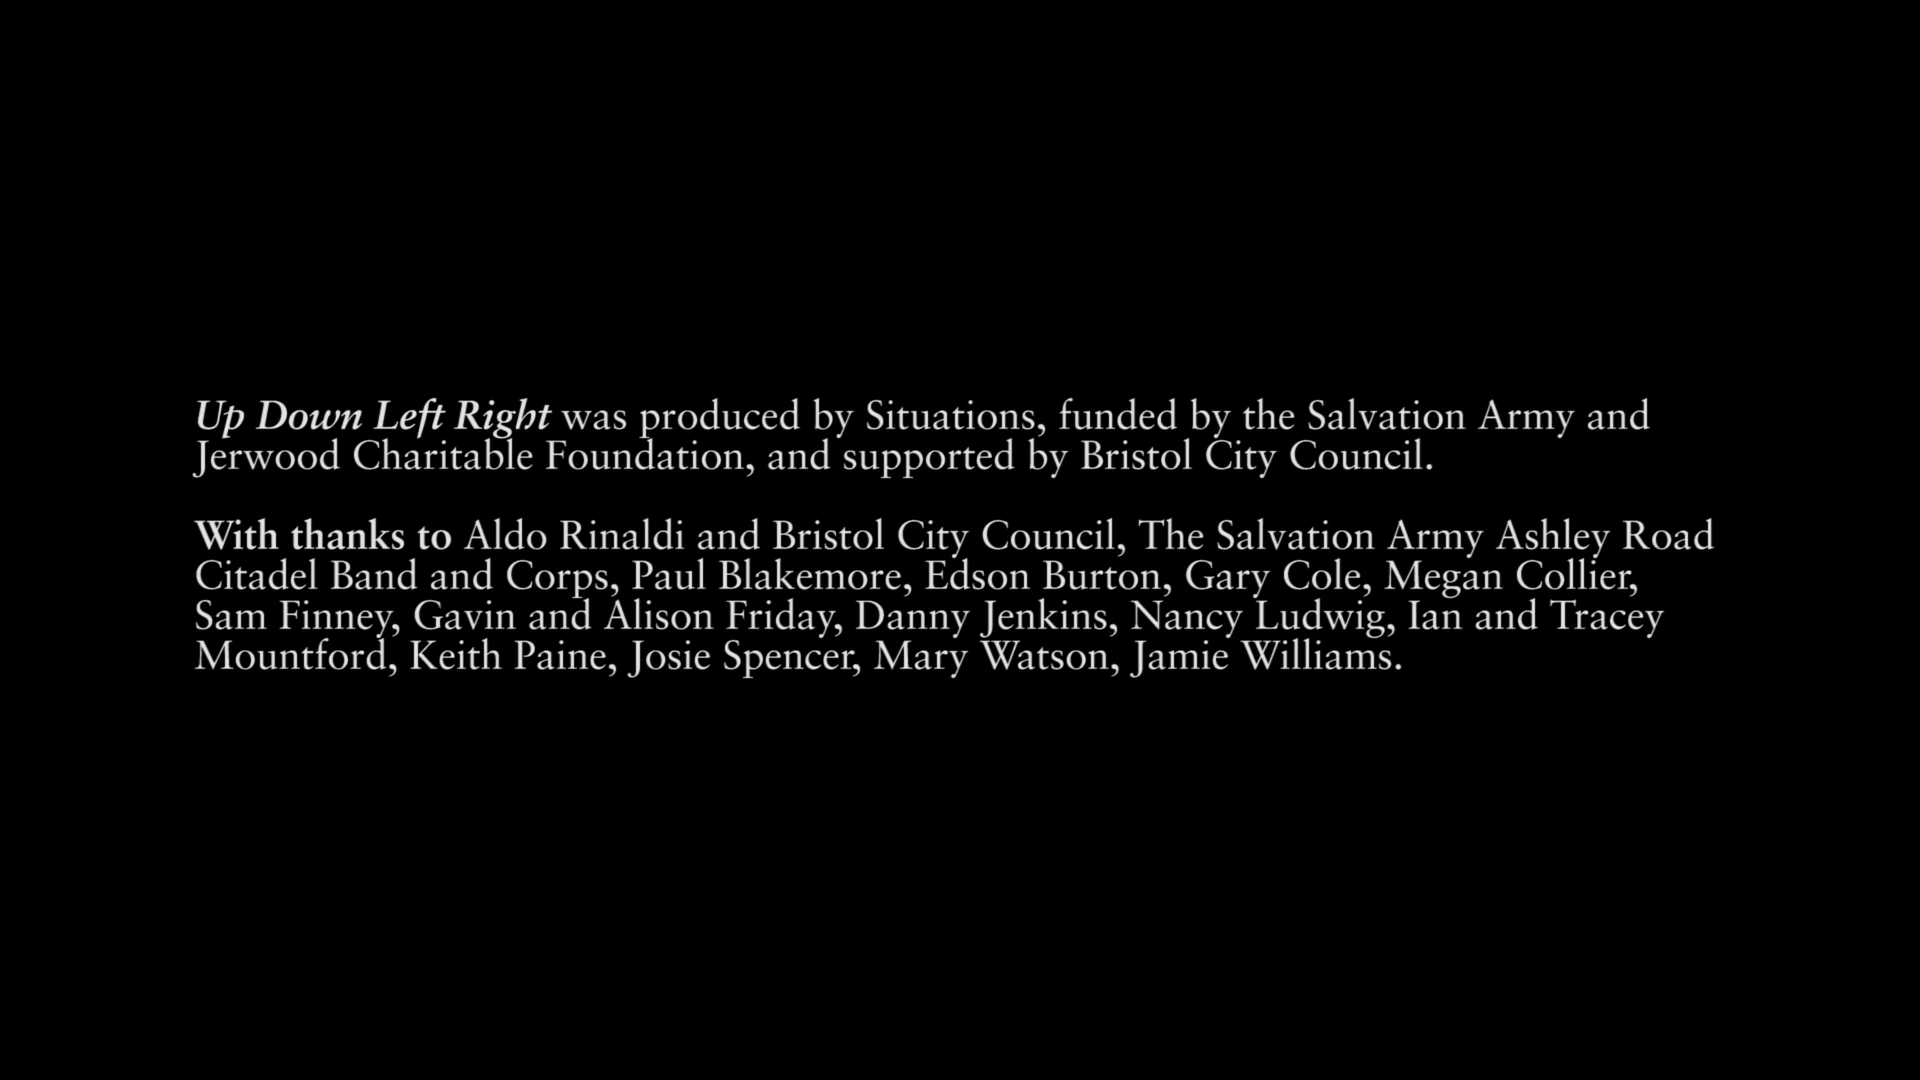 Up Down Left Right was produced by Situations, funded by the Salvation Army and
Jerwood Charitable Foundation, and supported by Bristol City Council.
With thanks to Aldo Rinaldi and Bristol City Council, The Salvation Army Ashley Road
Citadel Band and Corps, Paul Blakemore, Edson Burton, Gary Cole, Megan Collier,
Sam Finney, Gavin and Alison Friday, Danny Jenkins, Nancy Ludwig, Ian and Tracey
Mountford, Keith Paine, Josie Spencer, Mary Watson, Jamie Williams.